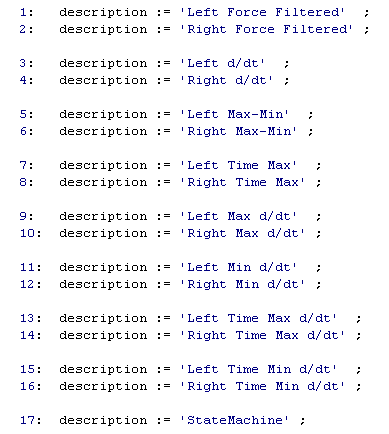 1:   description := 'Left Force Filtered'  ;
2:   description := 'Right Force Filtered' ;
3:   description := 'Left d/dt'  ;
4:   description := 'Right d/dt' ;
5:   description := 'Left Max-Min'  ;
6:   description := 'Right Max-Min' ;
7:   description := 'Left Time Max'  ;
8:   description := 'Right Time Max' ;
9:   description := 'Left Max d/dt'  ;
10:  description := 'Right Max d/dt' ;
11:  description := 'Left Min d/dt'  ;
12:  description := 'Right Min d/dt' ;
13:  description := 'Left Time Max d/dt'  ;
14:  description := 'Right Time Max d/dt' ;
15:  description := 'Left Time Min d/dt'  ;
16:  description := 'Right Time Min d/dt' ;
17:  description := 'StateMachine' ;